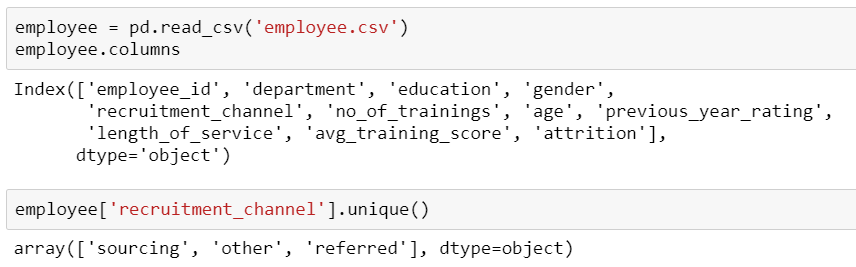 employee = pd.read_csv('employee.csv')
employee.columns
Index(['employee_id', 'department', 'education', 'gender',
'recruitment_channel', 'no_of_trainings', 'age', 'previous_year_rating',
'length_of_service', 'avg_training_score', 'attrition'],
dtype='object')
employee['recruitment_channel'].unique()
array(['sourcing', 'other', 'referred'], dtype=object)